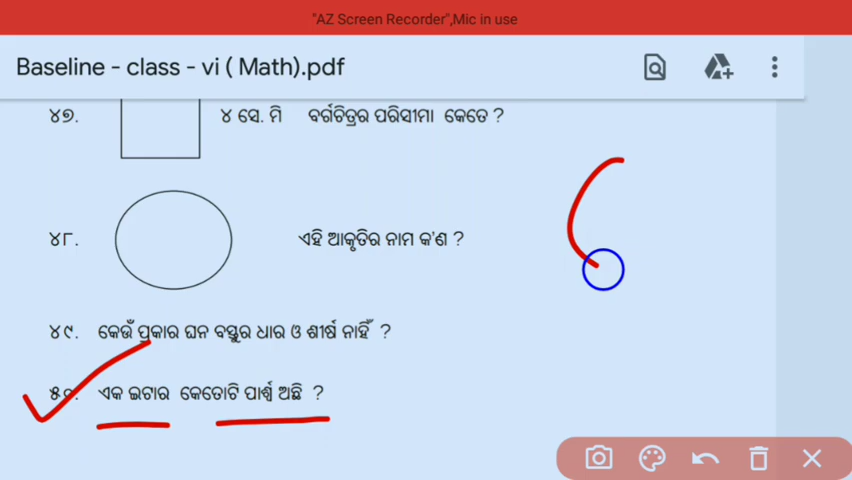 "AZ Screen Recorder",Mic in use
Baseline - class - vi ( Math).pdf
୪୭. ୪ ସେ. ମି ବର୍ଗଚିତ୍ରର ପରିସୀମା କେତେ ?
୪୮. ଏହି ଆକୃତିର ନାମ କ'ଣ ?
୪୯. କେଉଁ ପ୍ରକାର ଘନ ବସ୍ତୁର ଧାର ଓ ଶୀର୍ଷ ନାହିଁ ?
୫୦. ଏକ ଇଟାର କେତୋଟି ପାର୍ଶ୍ଵ ଅଛି ?